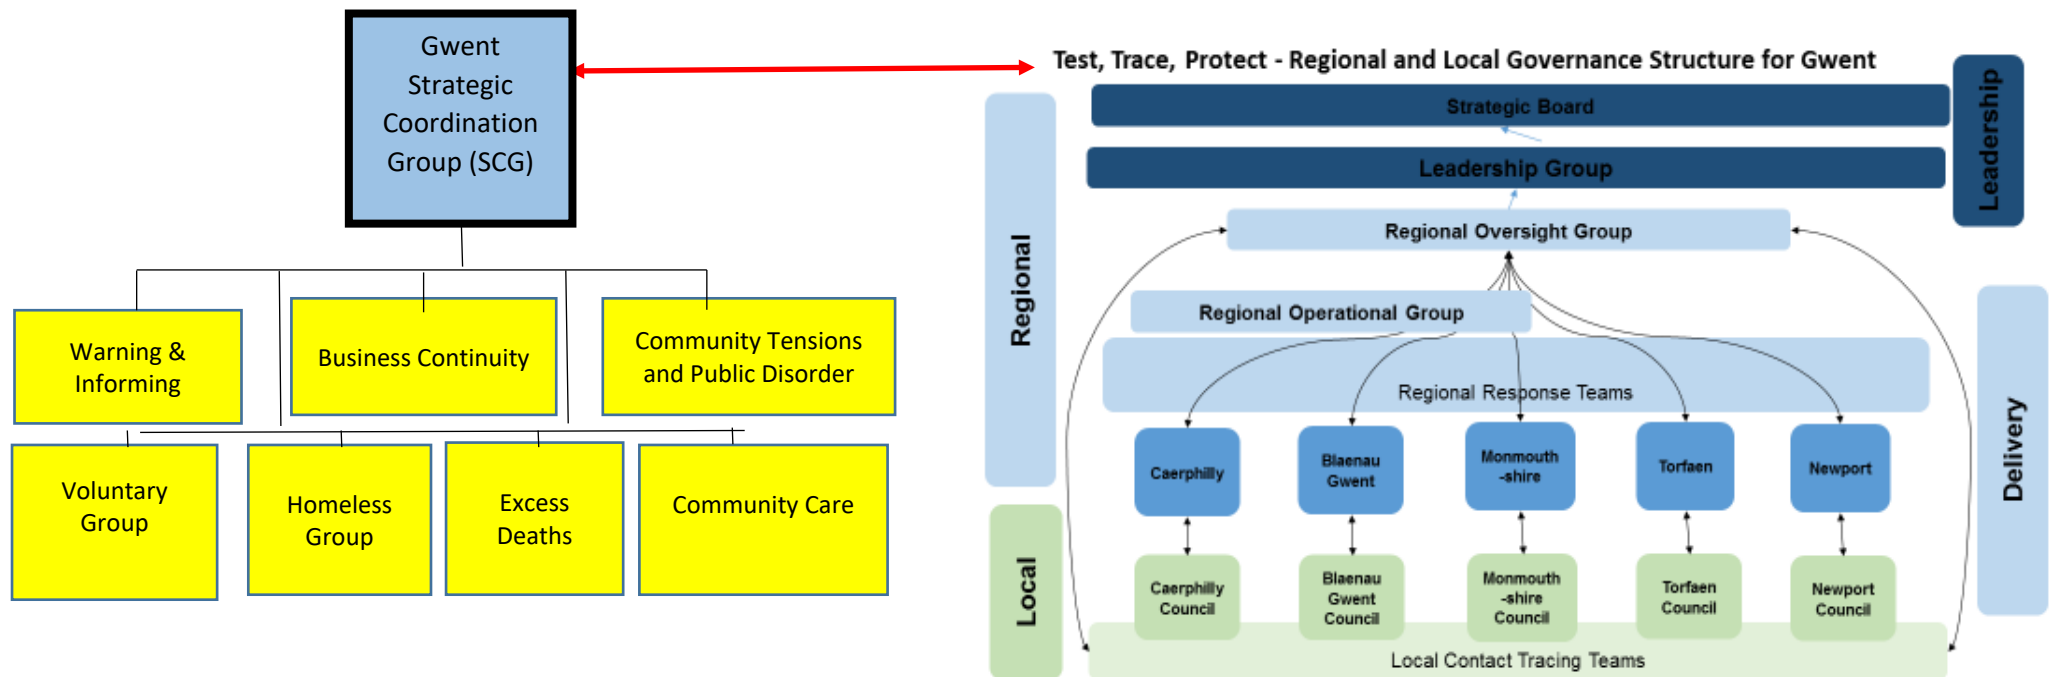 Gwent
Strategic
Coordination
Group (SCG)
Warning &
Informing
Business Continuity
Community Tensions
and Public Disorder
Voluntary
Group
Homeless
Group
Excess
Deaths
Community Care
Test, Trace, Protect - Regional and Local Governance Structure for Gwent
Leadership
Strategic Board
Leadership Group
Regional
Regional Oversight Group
Regional Operational Group
Regional Response Teams
Delivery
Caerphilly
Blaenau
Gwent
Monmouth
-shire
Torfaen
Newport
Local
Caerphilly
Council
Blaenau
Gwent
Council
Monmouth
-shire
Council
Torfaen
Council
Newport
Council
Local Contact Tracing Teams